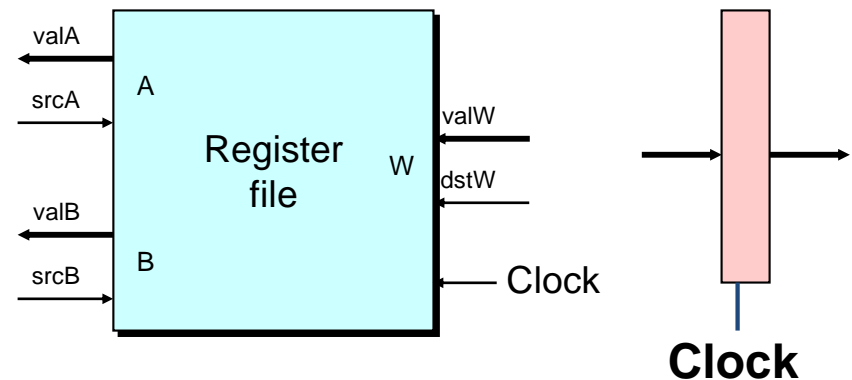 valA
srcA
A
valB
srcB
B
Register
file
W
valW
dstW
Clock
Clock